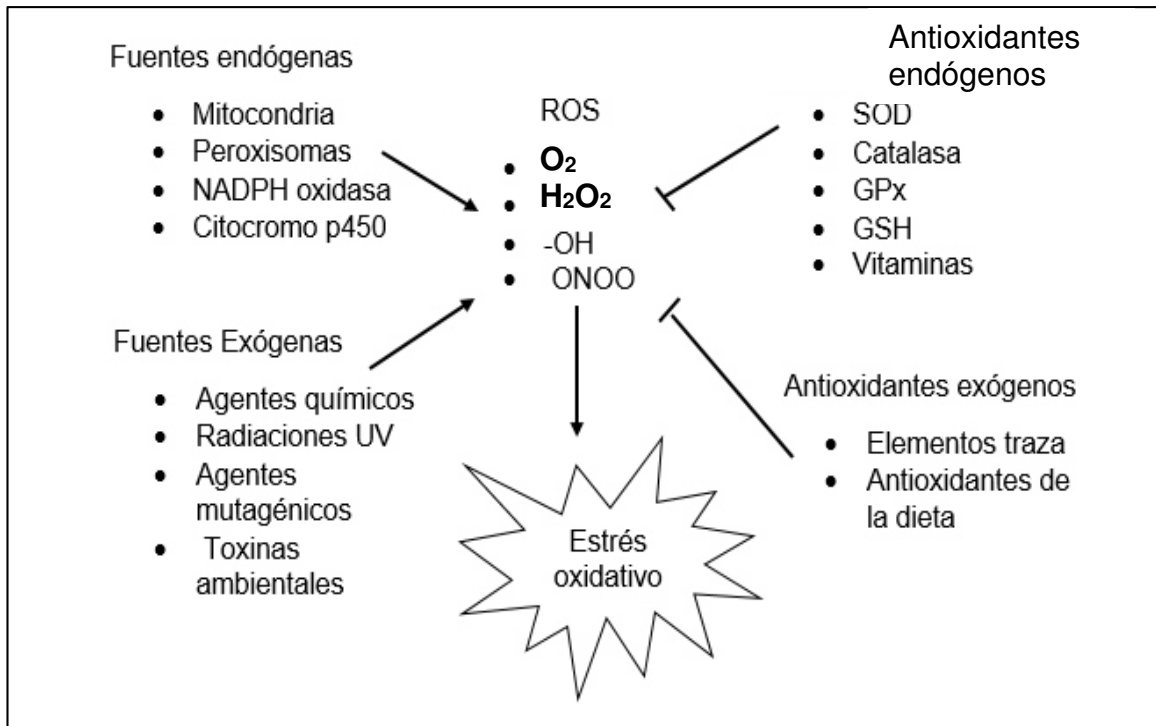 Fuentes endógenas
• Mitocondria
• Peroxisomas
• NADPH oxidasa
• Citocromo p450
Fuentes Exógenas
• Agentes químicos
• Radiaciones UV
• Agentes
mutagénicos
• Toxinas
ambientales
ROS
• O₂
• H₂O₂
• -OH
• ONOO
Estrés
oxidativo
Antioxidantes
endógenos
• SOD
• Catalasa
• GPx
• GSH
• Vitaminas
Antioxidantes exógenos
• Elementos traza
• Antioxidantes de
la dieta